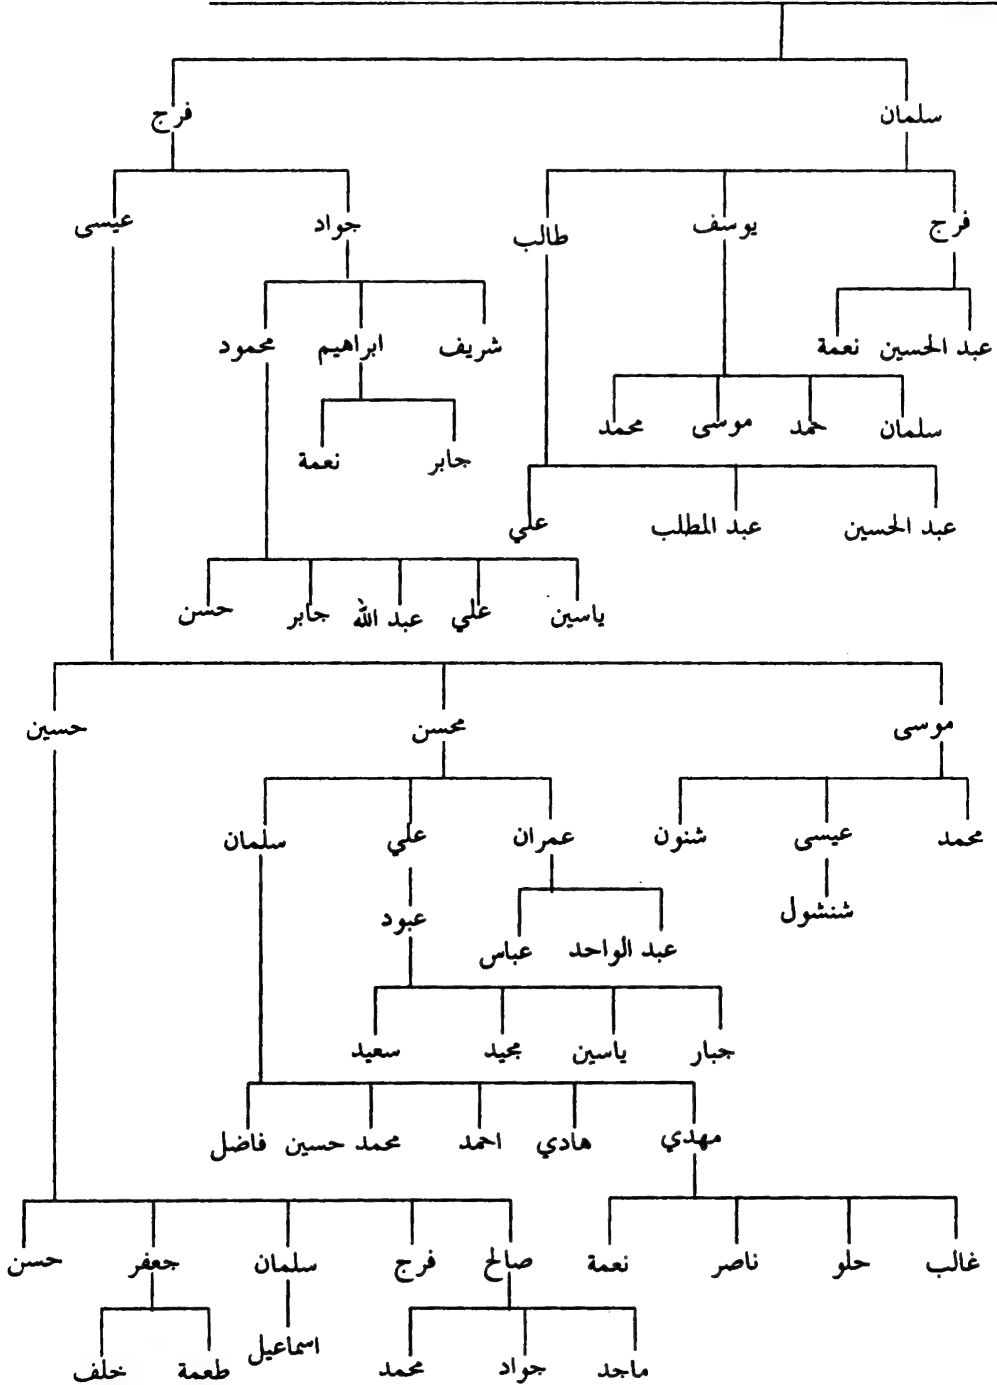 سلمان فرج
فرج يوسف طالب جواد عيسى
عبد الحسين نعمة شريف ابراهيم محمود
سلمان حمد موسى محمد
جابر نعمة
عبد الحسين عبد المطلب علي
ياسين علي عبد الله جابر حسن
موسى محسن حسين
محمد عيسى شنون عمران علي سلمان
شنشول عبود
عبد الواحد عباس
جبار ياسين مجيد سعيد
مهدي هادي احمد محمد حسين فاضل
غالب حلو ناصر نعمة صالح فرج سلمان جعفر حسن
اسماعيل
ماجد جواد محمد طعمة خلف